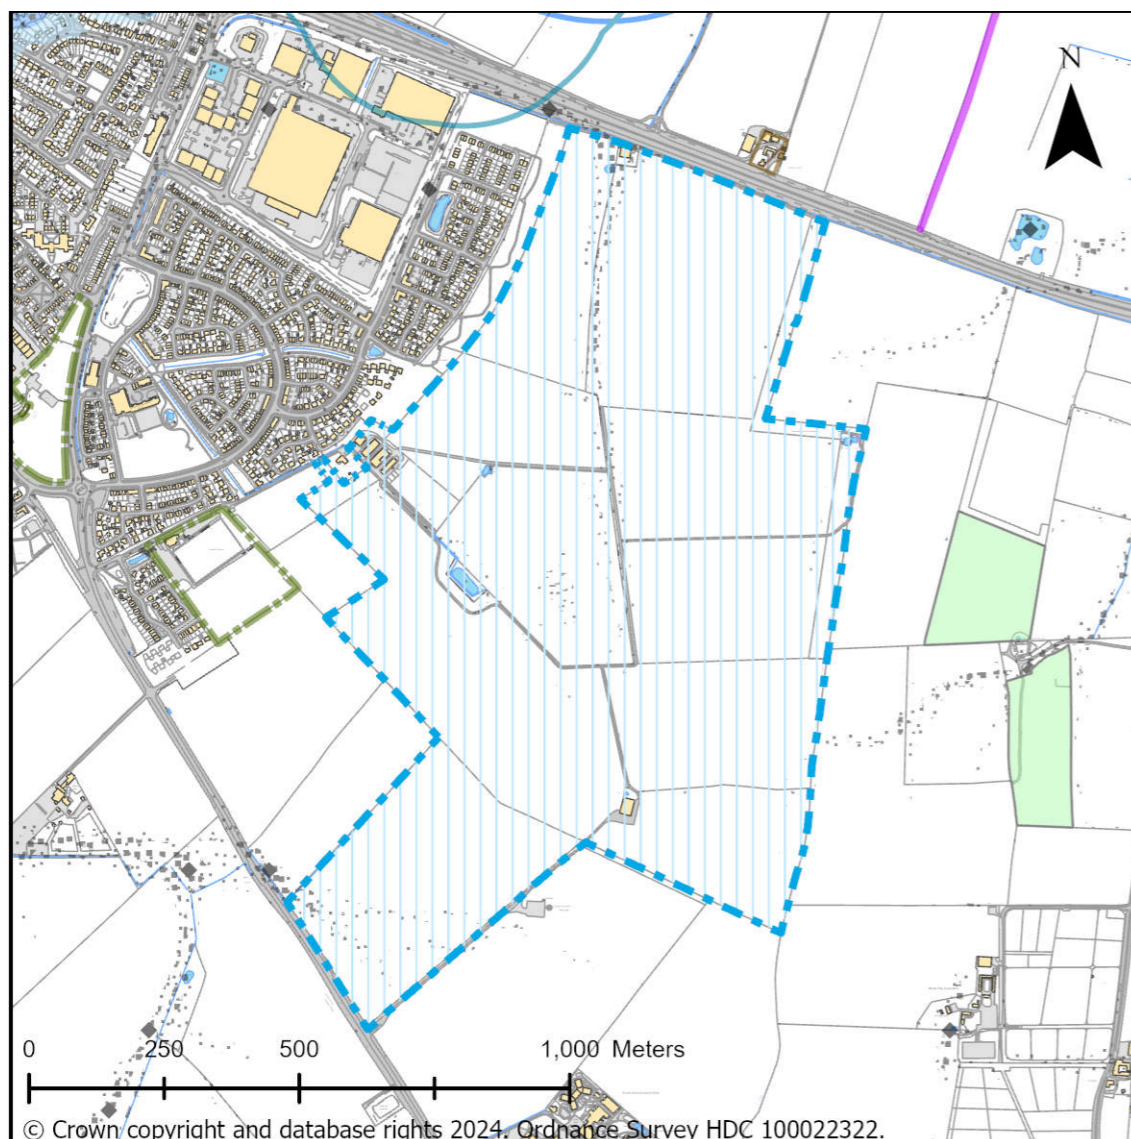 N
0 250 500 1,000 Meters
© Crown copyright and database rights 2024. Ordnance Survey HDC 100022322.